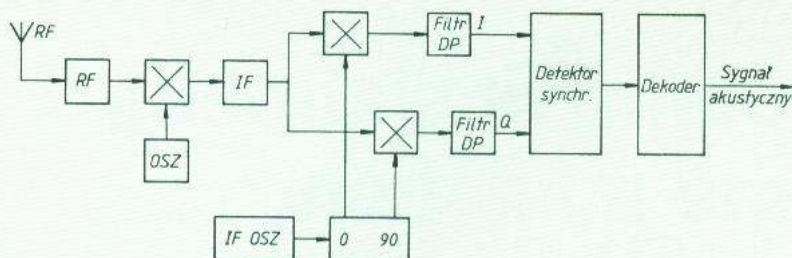 RF
RF
OSZ
IF
IF OSZ
0 90
Filtr
DP
I
Filtr
DP
Q
Detektor
synchr.
Dekoder
Sygnał
akustyczny